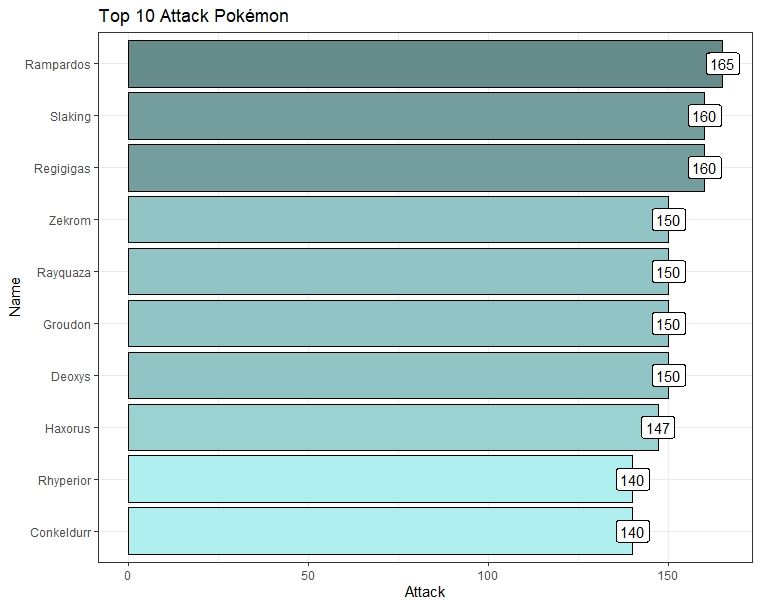 Top 10 Attack Pokémon
Rampardos
165
Slaking
160
Regigigas
160
Zekrom
150
Rayquaza
150
Groudon
150
Deoxys
150
Haxorus
147
Rhyperior
140
Conkeldurr
140
Name
0
50
100
150
Attack